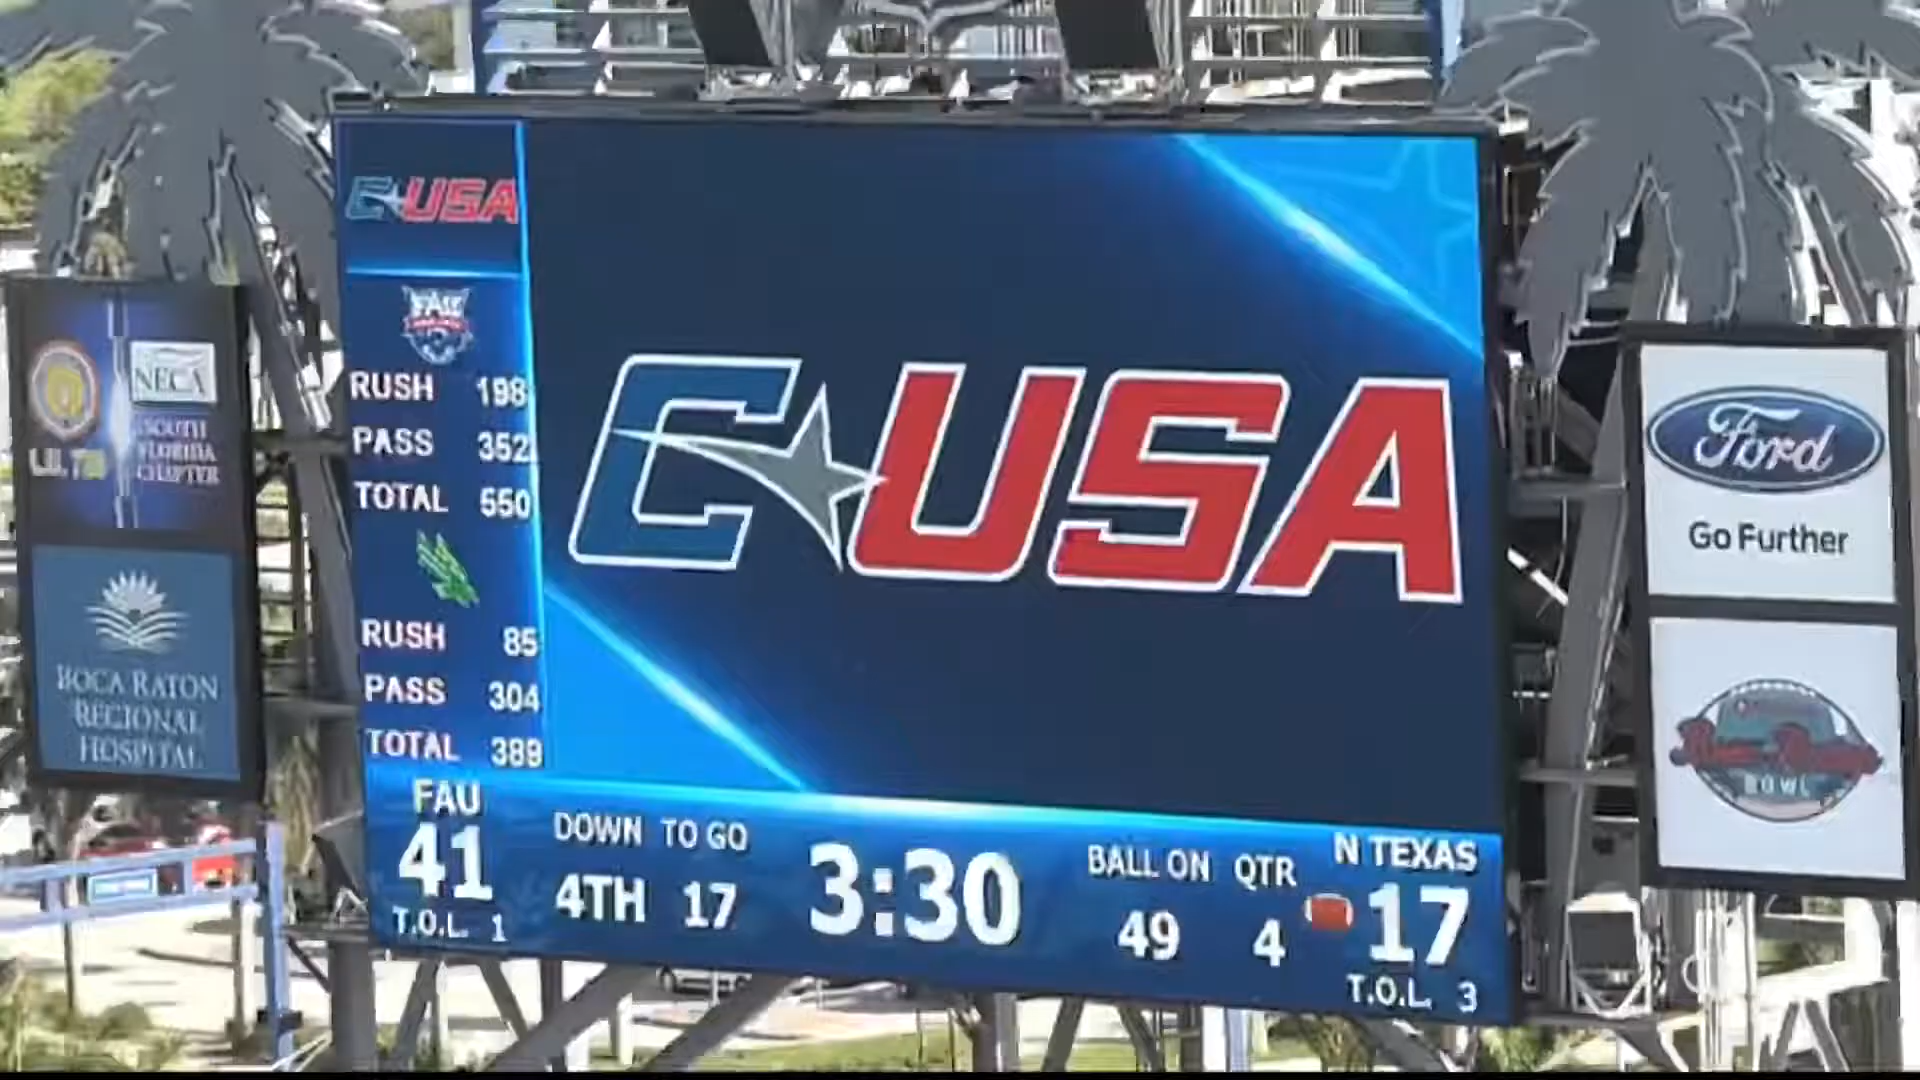 C USA
FAU
RUSH 198
PASS 352
TOTAL 550
RUSH 85
PASS 304
TOTAL 389
C USA
FAU
41
T.O.L. 1
DOWN TO GO
4TH 17
3:30
BALL ON QTR
49 4
N TEXAS
17
T.O.L. 3
NECA
SOUTH
FLORIDA
CHAPTER
BOCA RATON
REGIONAL
HOSPITAL
Ford
Go Further
BOWL